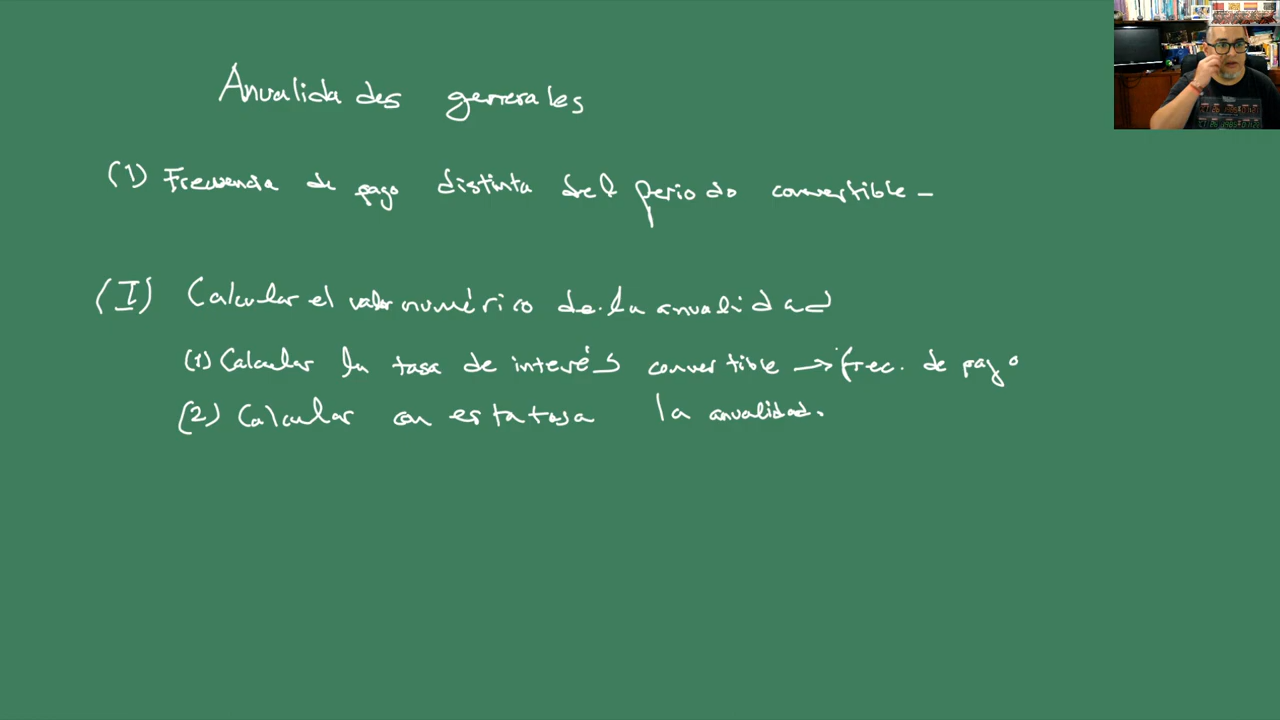 Anualidades generales
(1) Frecuencia de pago distinta del periodo convertible -
(I) Calcular el valor numérico de la anualidad
(1) Calcular la tasa de interés convertible → frec. de pago
(2) Calcular con esta tasa la anualidad.